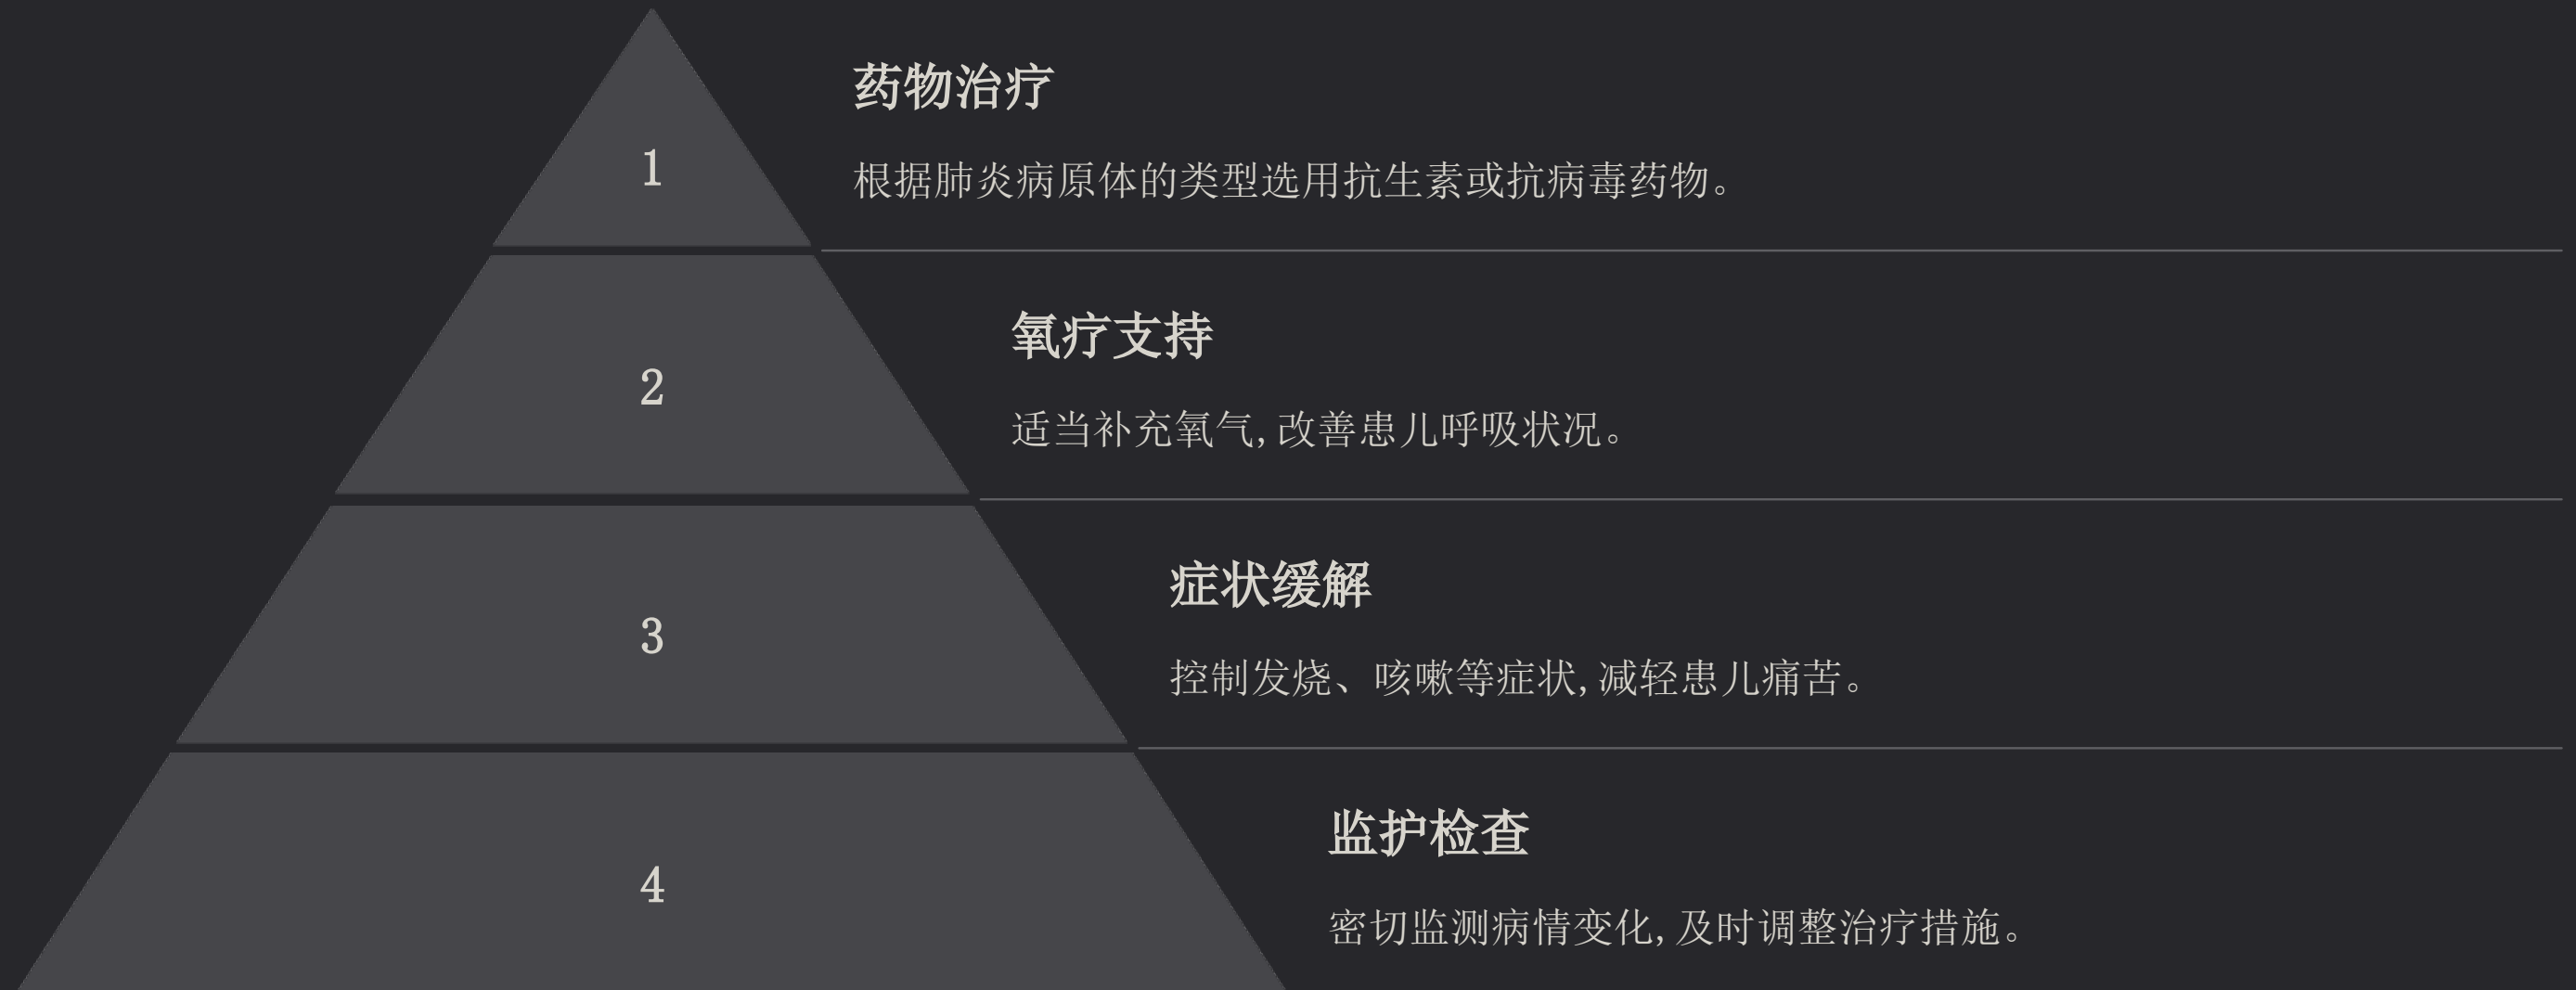 药物治疗
1
根据肺炎病原体的类型选用抗生素或抗病毒药物。
氧疗支持
2
适当补充氧气,改善患儿呼吸状况。
症状缓解
3
控制发烧、咳嗽等症状,减轻患儿痛苦。
监护检查
4
密切监测病情变化,及时调整治疗措施。